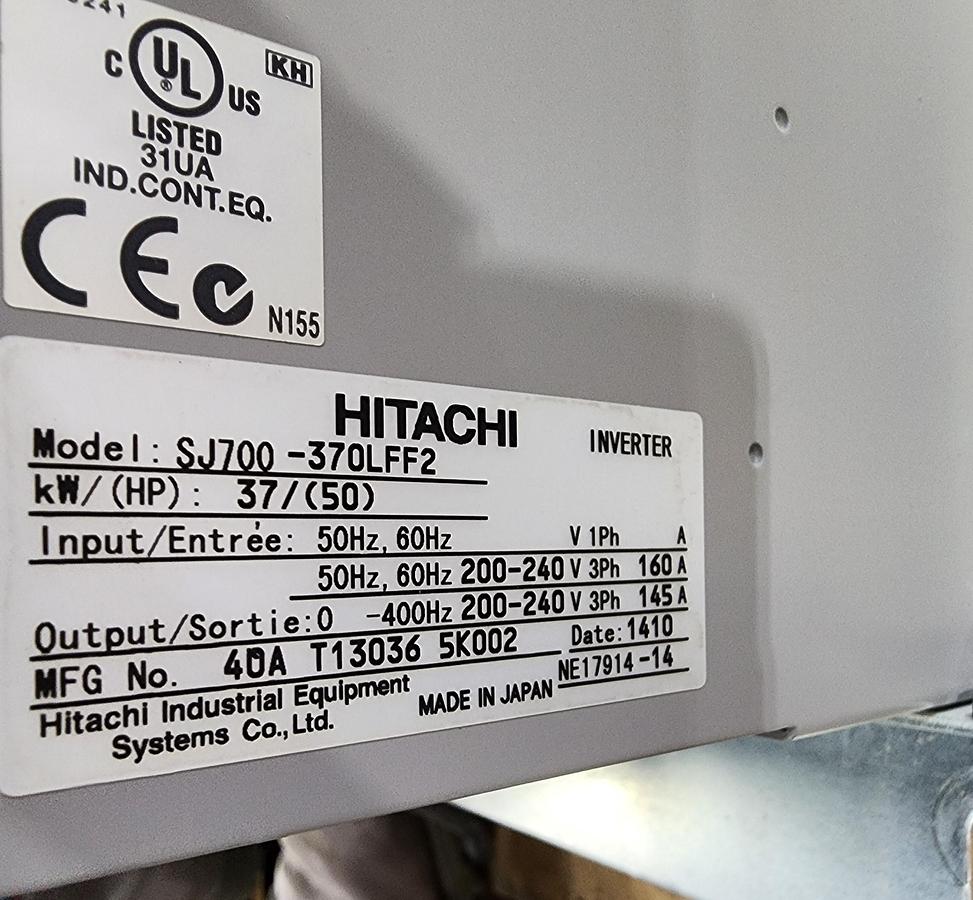 C UL US KH
®
LISTED
31UA
IND.CONT.EQ.
CE
N155
HITACHI INVERTER
Model: SJ700 -370LFF2
kW/(HP): 37/(50)
Input/Entrée: 50Hz, 60Hz V 1Ph A
50Hz, 60Hz 200-240 V 3Ph 160 A
Output/Sortie:0 -400Hz 200-240 V 3Ph 145 A
MFG No. 40A T13036 5K002 Date:1410
Hitachi Industrial Equipment MADE IN JAPAN NE17914-14
Systems Co.,Ltd.